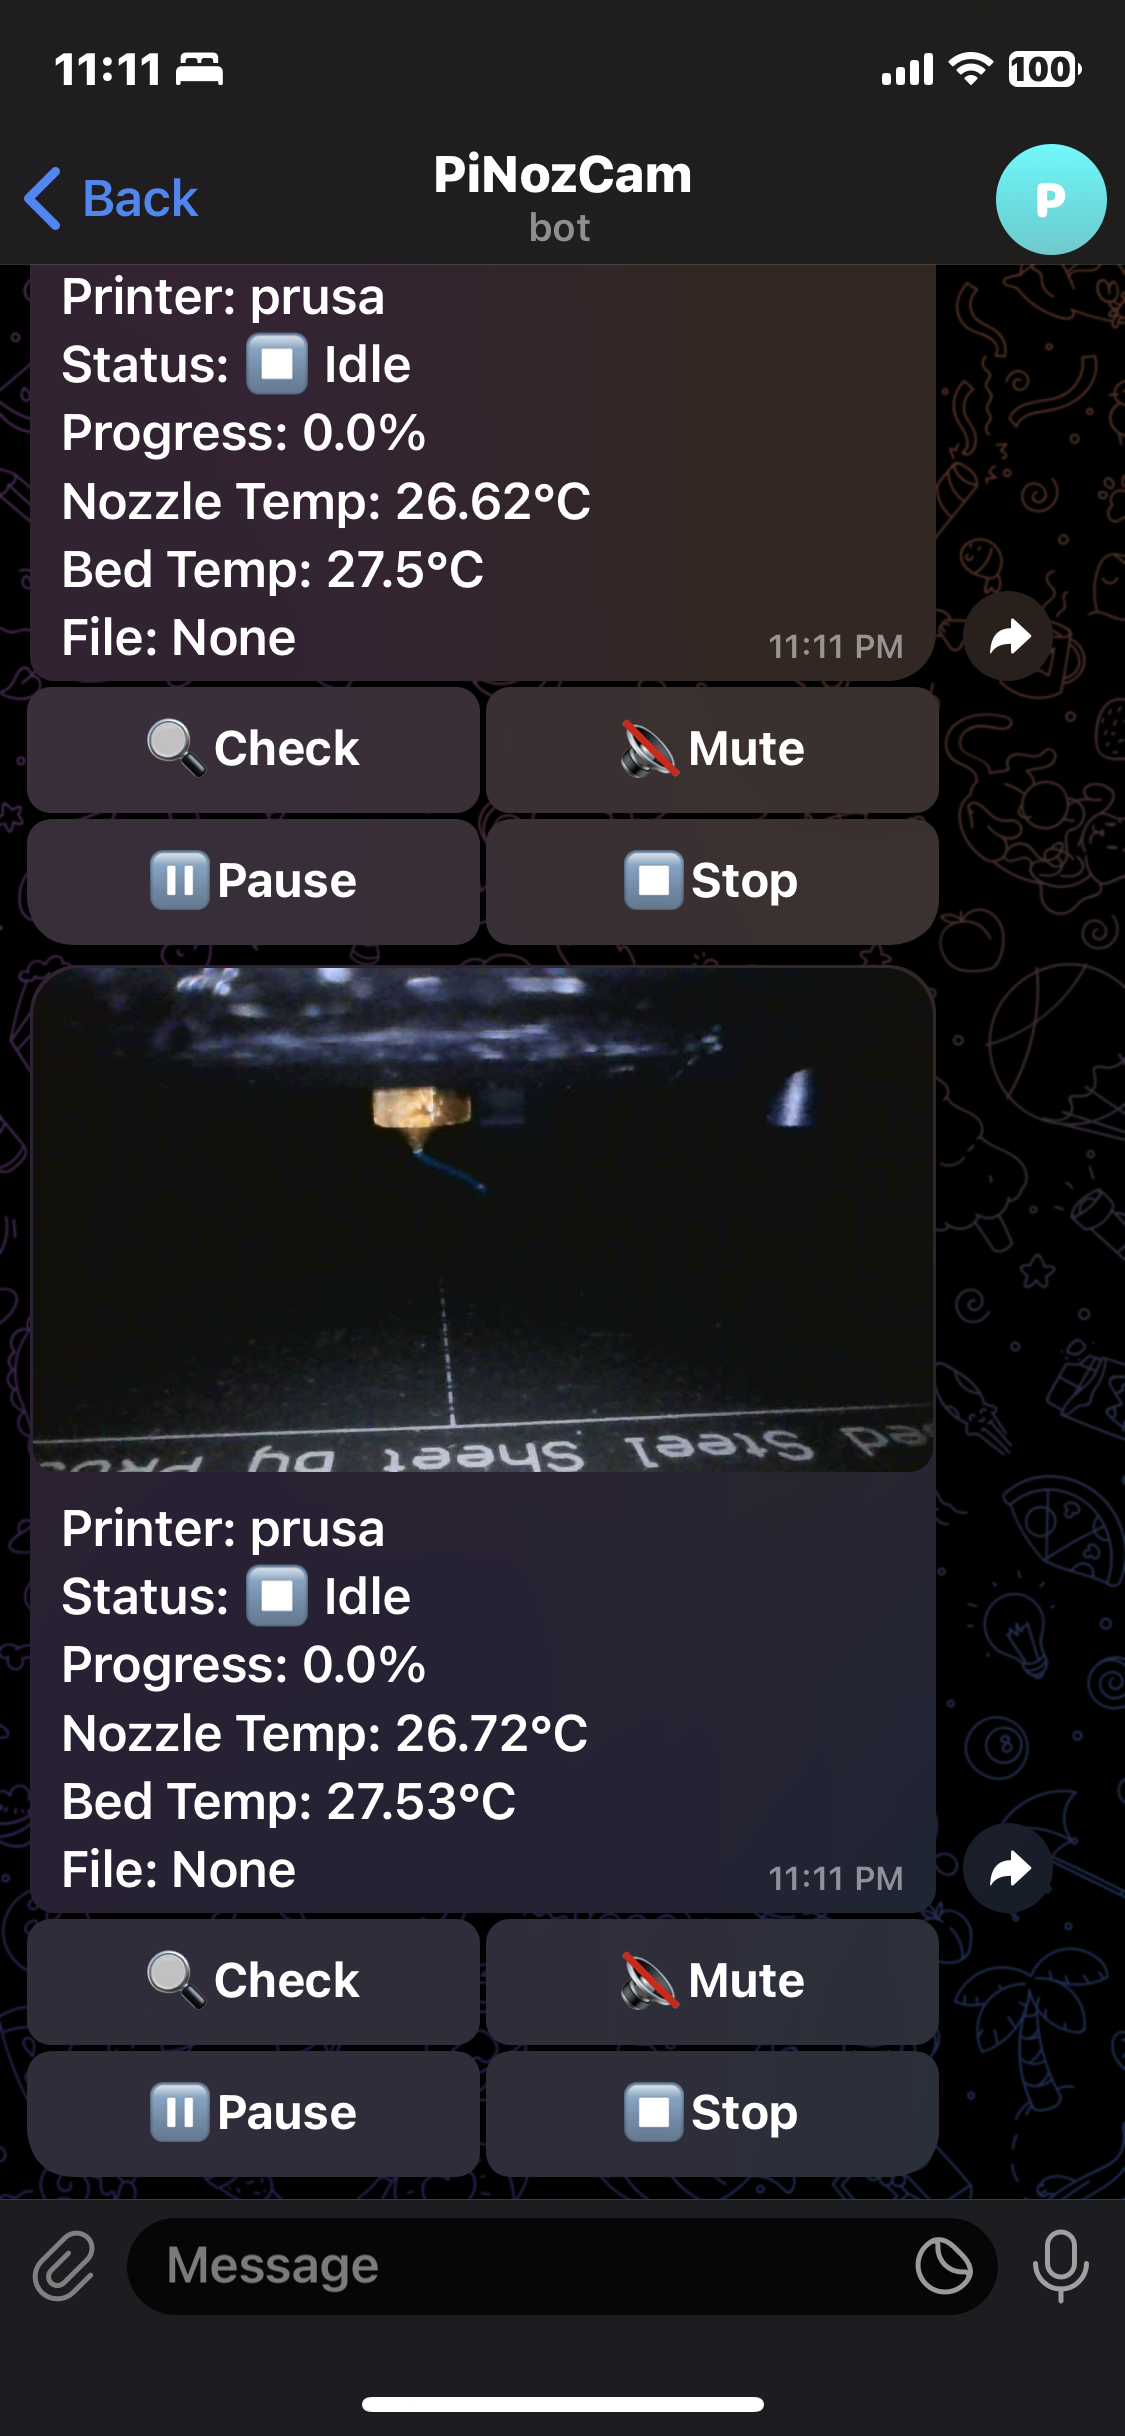 11:11
100
Back
PiNozCam
bot
P
Printer: prusa
Status: Idle
Progress: 0.0%
Nozzle Temp: 26.62°C
Bed Temp: 27.5°C
File: None
11:11 PM
Check
Mute
Pause
Stop
Steel Sheet by
Printer: prusa
Status: Idle
Progress: 0.0%
Nozzle Temp: 26.72°C
Bed Temp: 27.53°C
File: None
11:11 PM
Check
Mute
Pause
Stop
Message